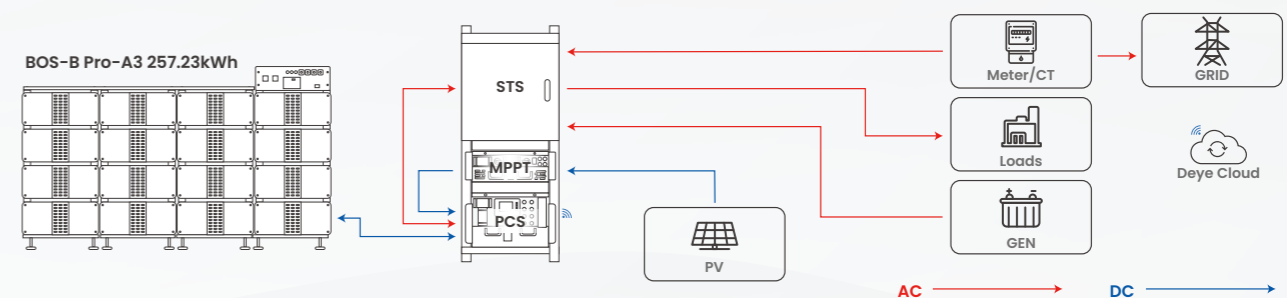 BOS-B Pro-A3 257.23kWh
STS
MPPT
PCS
PV
Meter/CT
GRID
Loads
Deye Cloud
GEN
AC
DC